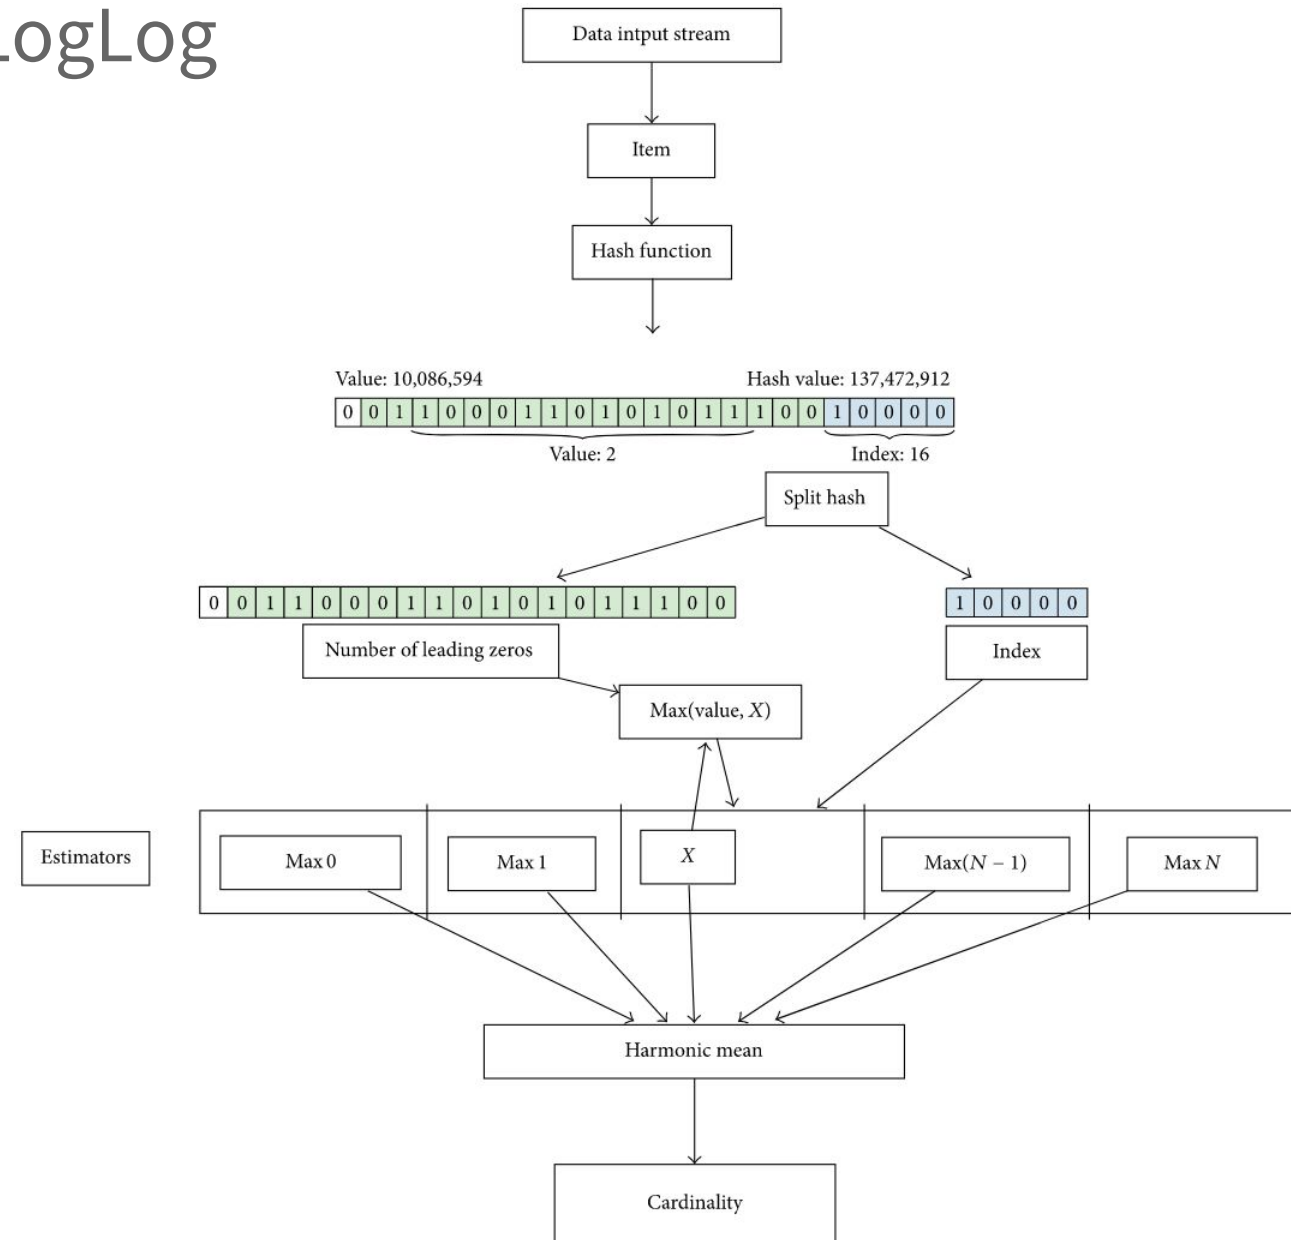 LogLog
Data intput stream
Item
Hash function
Value: 10,086,594 Hash value: 137,472,912
0 0 1 1 0 0 0 1 1 0 1 0 1 0 1 1 1 0 0 1 0 0 0 0
Value: 2 Index: 16
Split hash
0 0 1 1 0 0 0 1 1 0 1 0 1 0 1 1 1 0 0 1 0 0 0 0
Number of leading zeros Index
Max(value, X)
Estimators Max 0 Max 1 X Max(N − 1) Max N
Harmonic mean
Cardinality